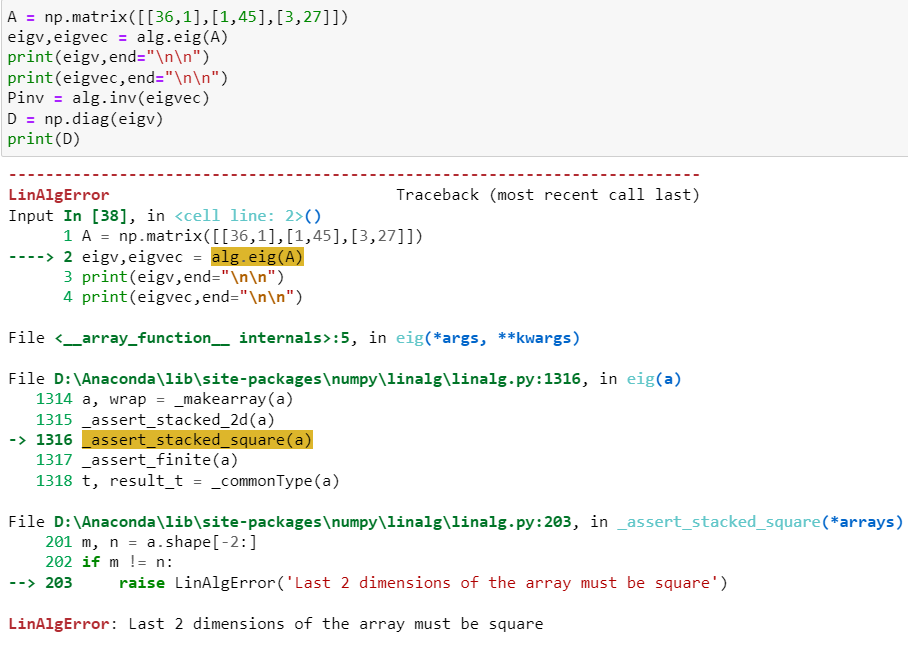 A = np.matrix([[36,1],[1,45],[3,27]])
eigv,eigvec = alg.eig(A)
print(eigv,end="\n\n")
print(eigvec,end="\n\n")
Pinv = alg.inv(eigvec)
D = np.diag(eigv)
print(D)
---------------------------------------------------------------------------
LinAlgError                               Traceback (most recent call last)
Input In [38], in <cell line: 2>()
      1 A = np.matrix([[36,1],[1,45],[3,27]])
----> 2 eigv,eigvec = alg.eig(A)
      3 print(eigv,end="\n\n")
      4 print(eigvec,end="\n\n")
File <__array_function__ internals>:5, in eig(*args, **kwargs)
File D:\Anaconda\lib\site-packages\numpy\linalg\linalg.py:1316, in eig(a)
   1314 a, wrap = _makearray(a)
   1315 _assert_stacked_2d(a)
-> 1316 _assert_stacked_square(a)
   1317 _assert_finite(a)
   1318 t, result_t = _commonType(a)
File D:\Anaconda\lib\site-packages\numpy\linalg\linalg.py:203, in _assert_stacked_square(*arrays)
    201 m, n = a.shape[-2:]
    202 if m != n:
--> 203     raise LinAlgError('Last 2 dimensions of the array must be square')
LinAlgError: Last 2 dimensions of the array must be square